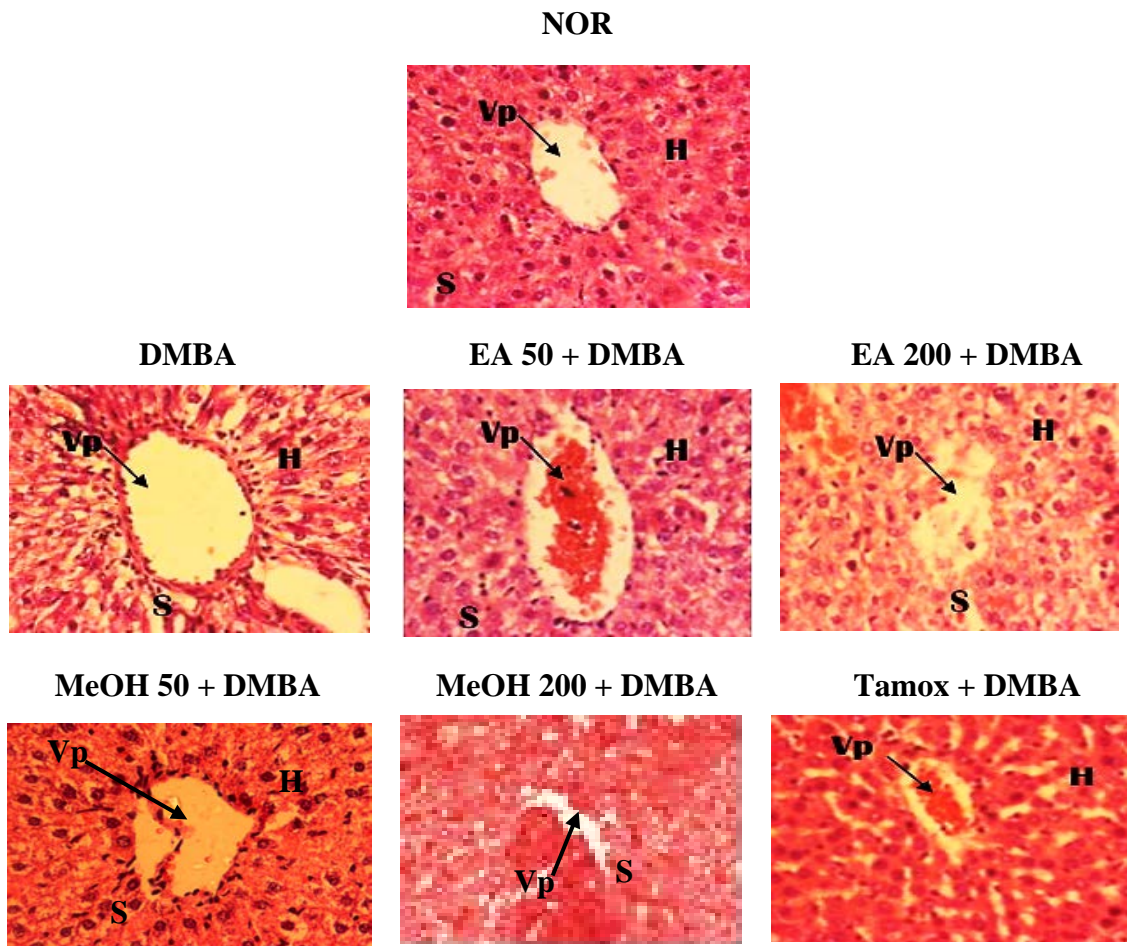 NOR
Vp
H
S
DMBA EA 50 + DMBA EA 200 + DMBA
Vp H S
Vp H S
Vp H S
MeOH 50 + DMBA MeOH 200 + DMBA Tamox + DMBA
Vp H S
Vp S
Vp H